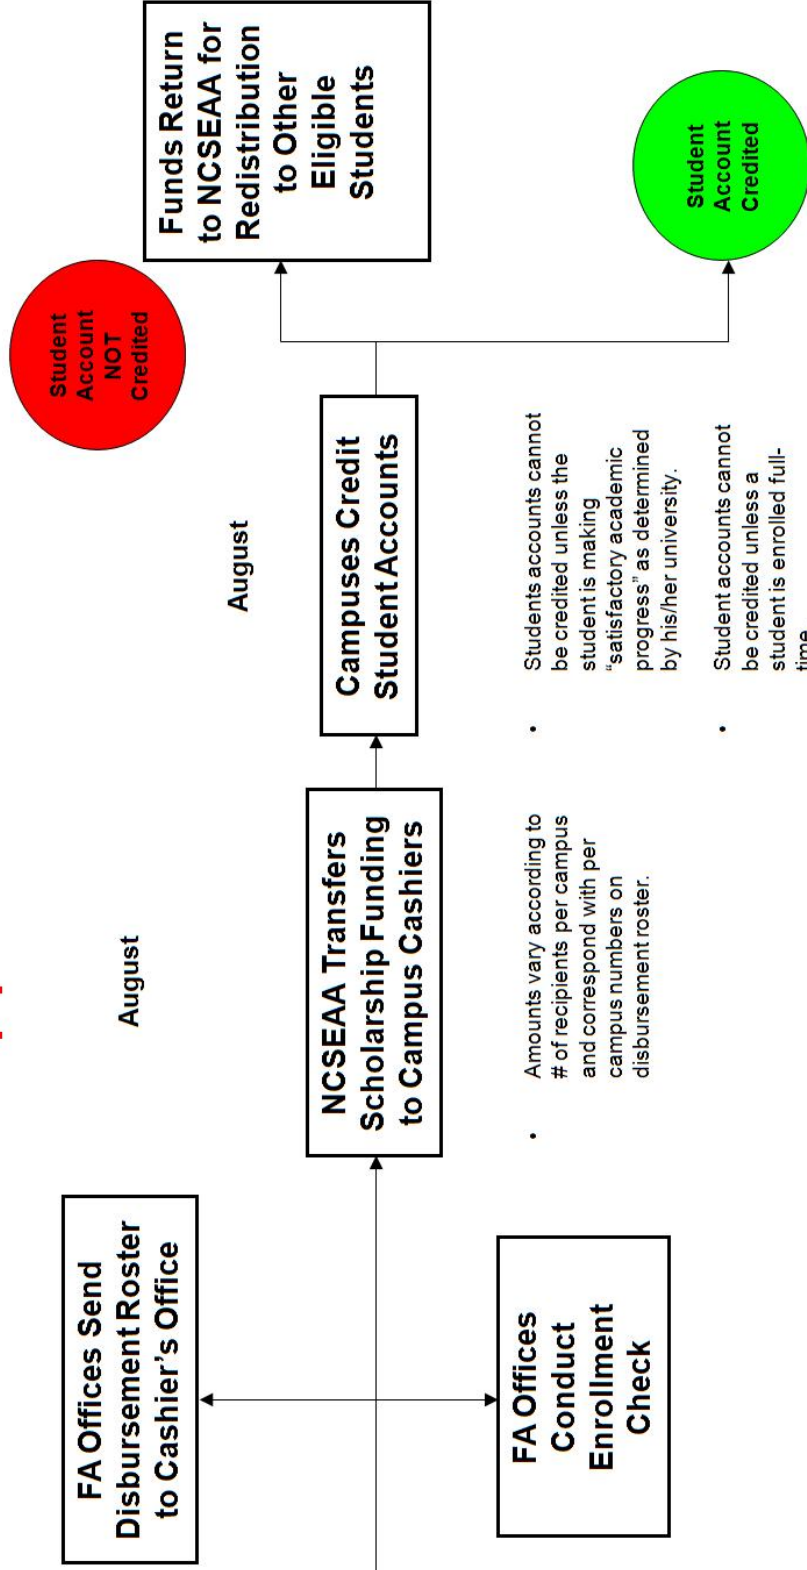 FA Offices Send
Disbursement Roster
to Cashier's Office
FA Offices
Conduct
Enrollment
Check
August
NCSEAA Transfers
Scholarship Funding
to Campus Cashiers
• Amounts vary according to
# of recipients per campus
and correspond with per
campus numbers on
disbursement roster.
August
Campuses Credit
Student Accounts
• Students accounts cannot
be credited unless the
student is making
“satisfactory academic
progress” as determined
by his/her university.
• Student accounts cannot
be credited unless a
student is enrolled full-
time
Student
Account
NOT
Credited
Funds Return
to NCSEAA for
Redistribution
to Other
Eligible
Students
Student
Account
Credited